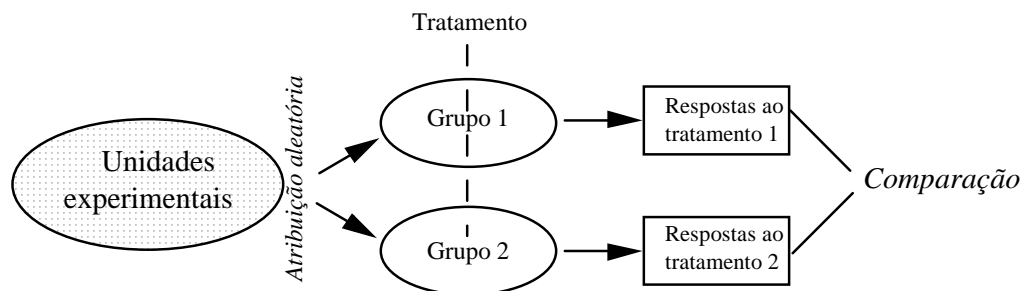 Tratamento
Atribuição aleatória
Unidades
experimentais
Grupo 1
Respostas ao
tratamento 1
Comparação
Grupo 2
Respostas ao
tratamento 2